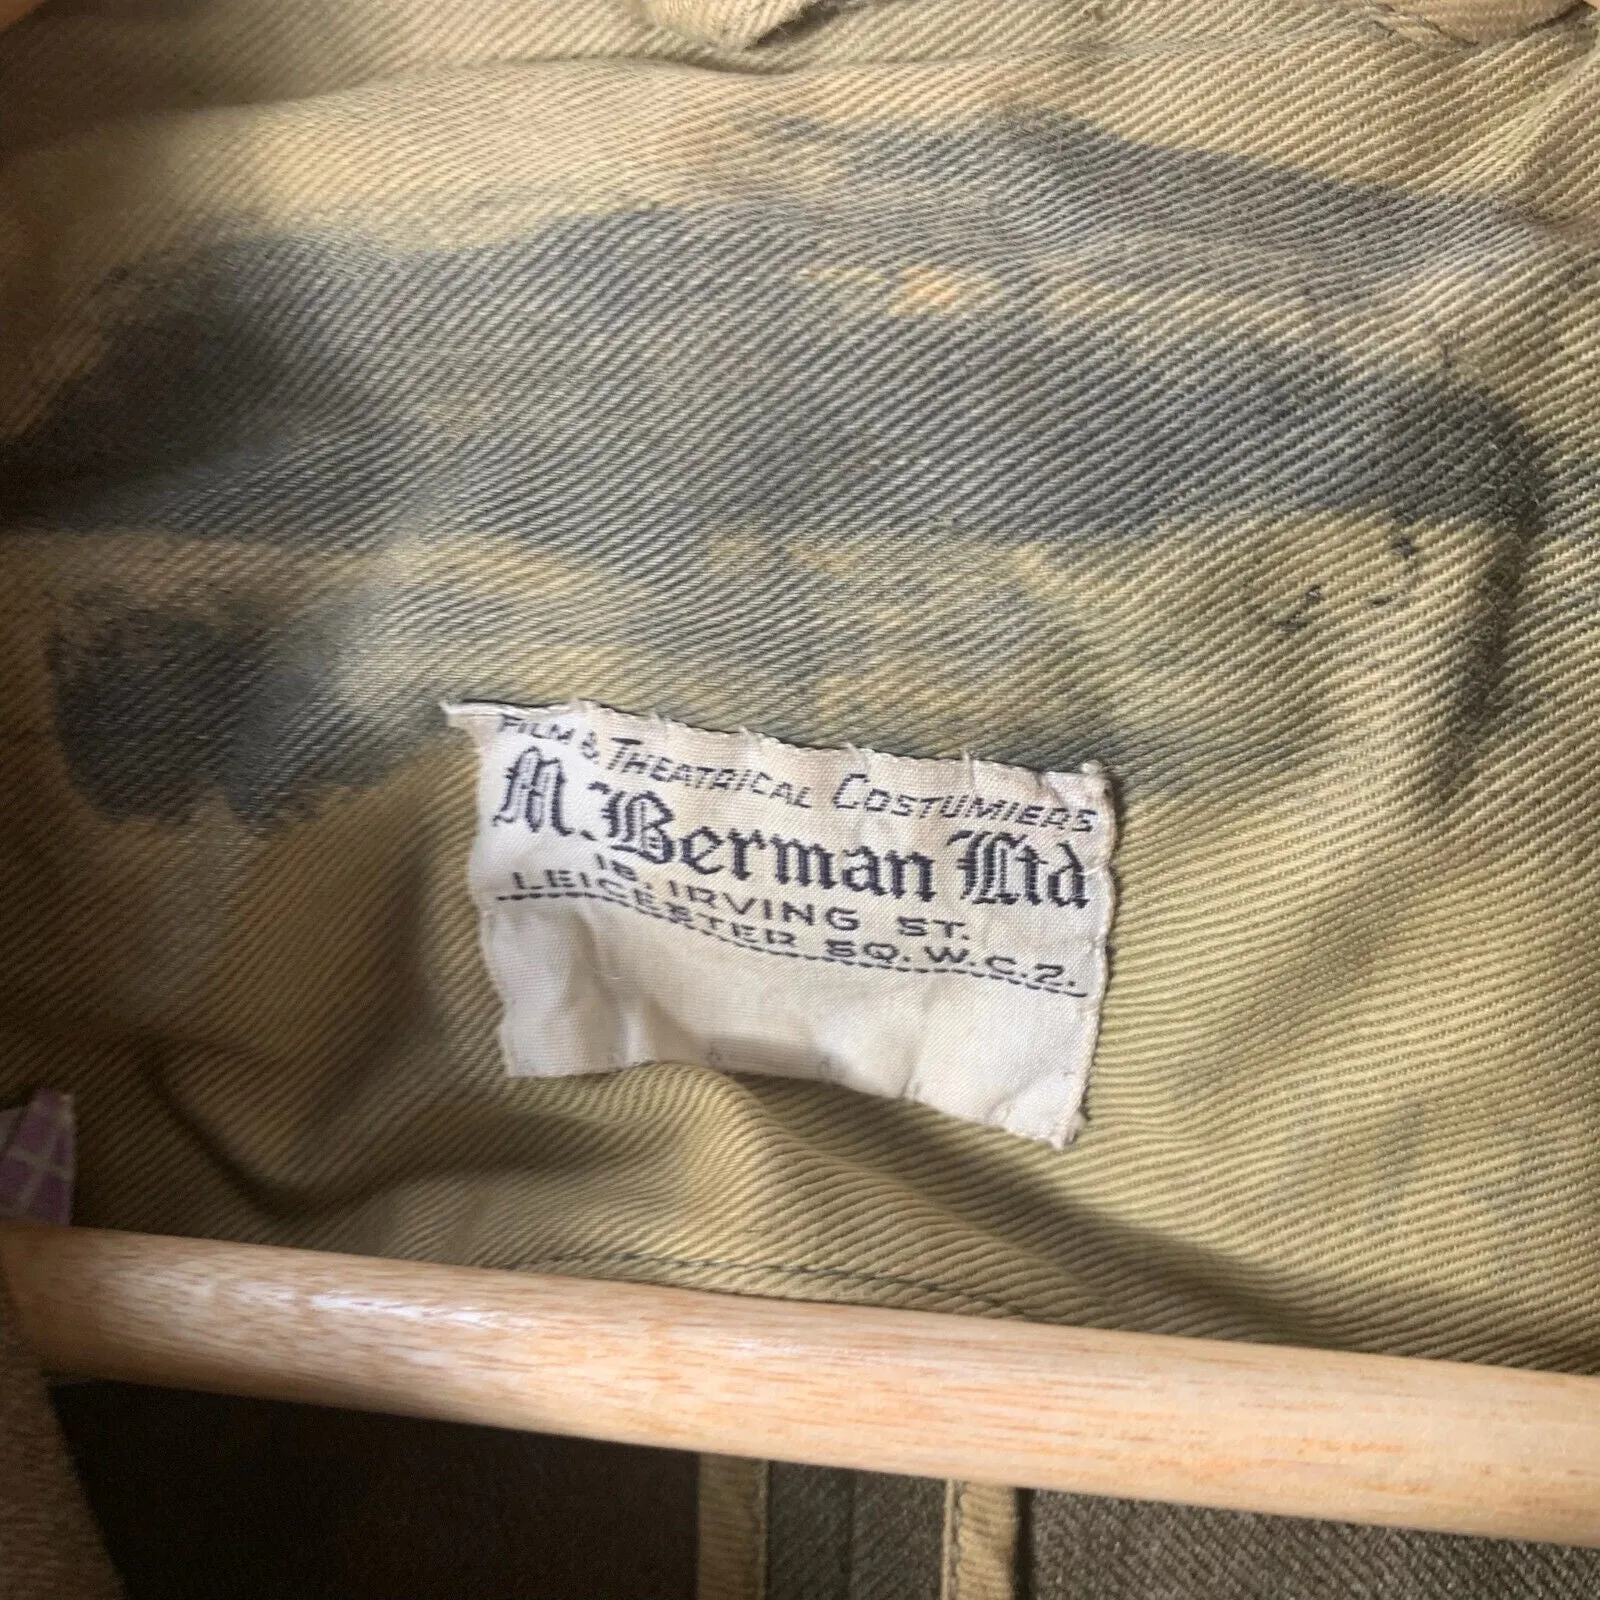 FILM & THEATRICAL COSTUMIERS
M. Berman Ltd
18, IRVING ST.
LEICESTER SQ. W.C.2.